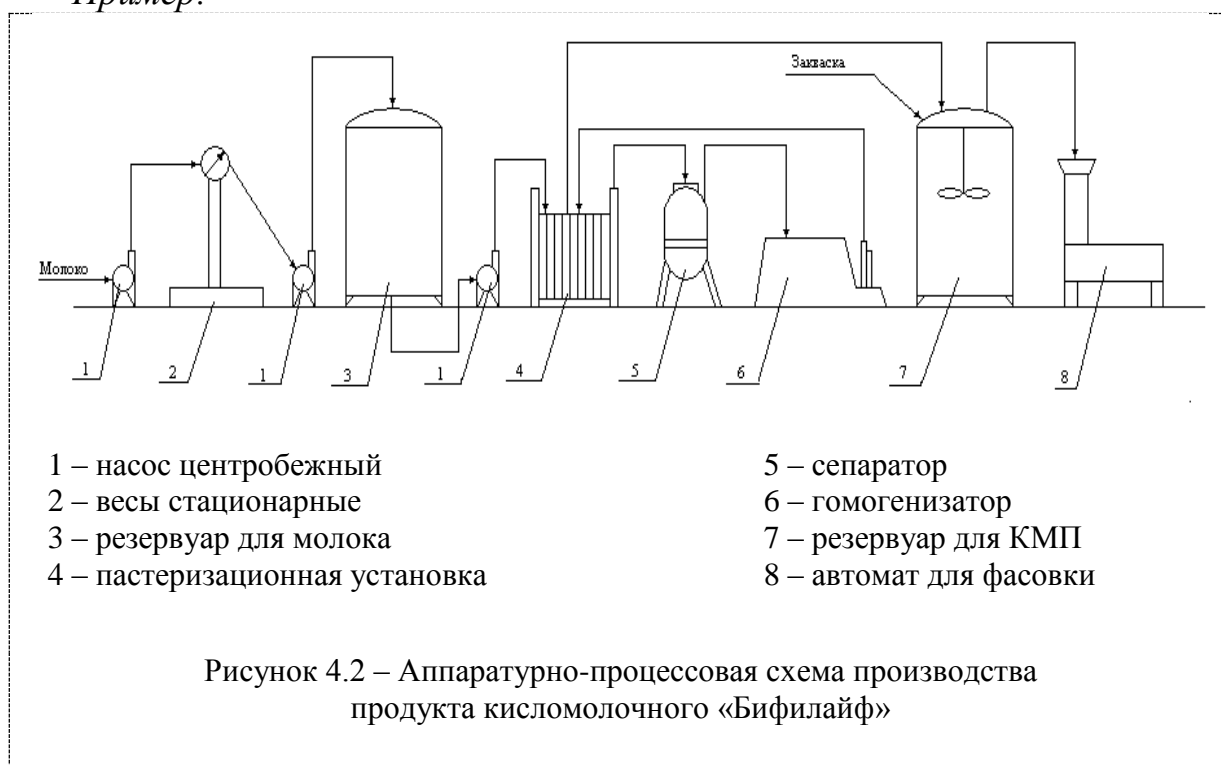 Пример:
Закваска
Молоко
1
2
1
3
1
4
5
6
7
8
1 – насос центробежный
2 – весы стационарные
3 – резервуар для молока
4 – пастеризационная установка
5 – сепаратор
6 – гомогенизатор
7 – резервуар для КМП
8 – автомат для фасовки
Рисунок 4.2 – Аппаратурно-процессовая схема производства
продукта кисломолочного «Бифилайф»